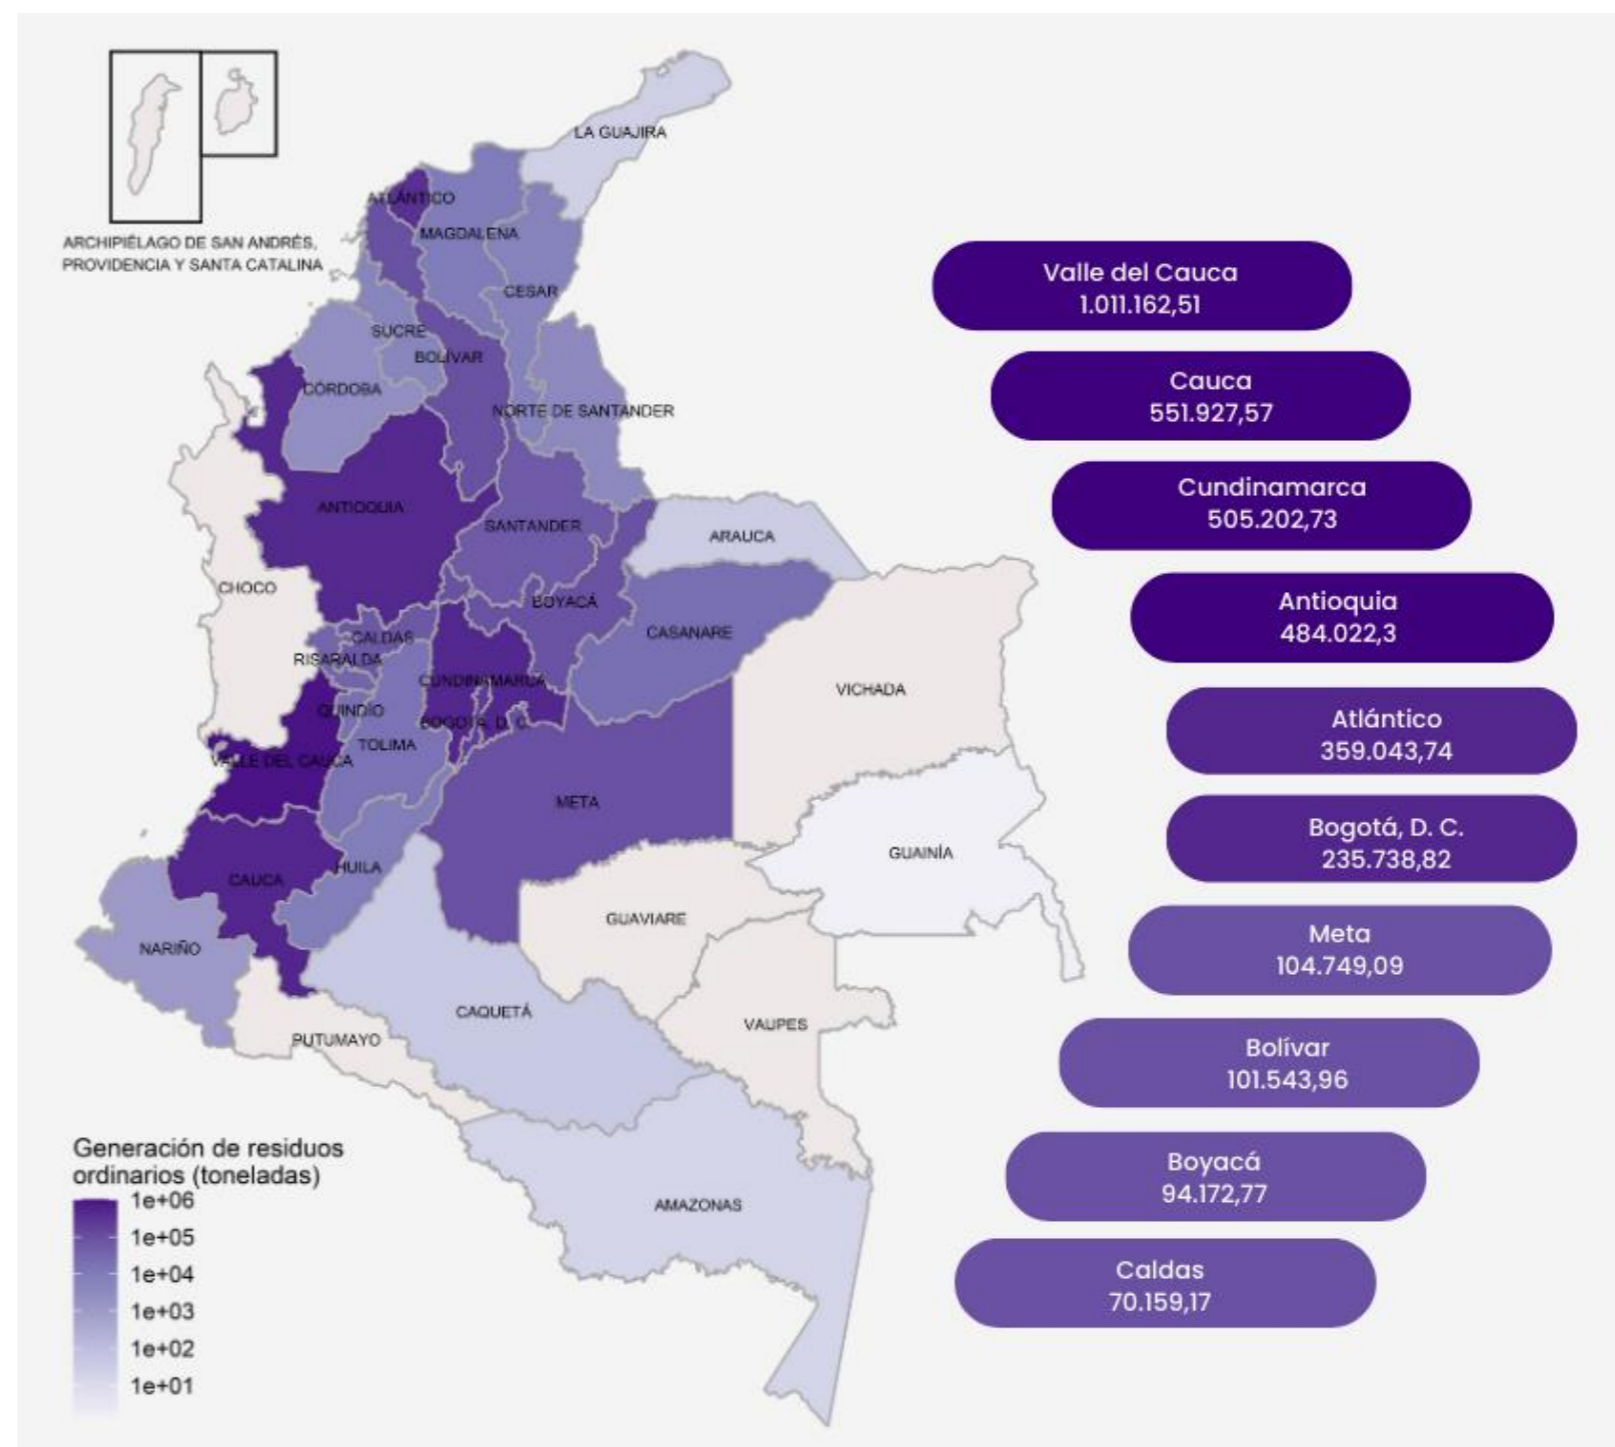 ARCHIPIÉLAGO DE SAN ANDRÉS,
PROVIDENCIA Y SANTA CATALINA
LA GUAJIRA
ATLÁNTICO
MAGDALENA
CESAR
SUCRE
BOLÍVAR
CÓRDOBA
NORTE DE SANTANDER
ANTIOQUIA
SANTANDER
ARAUCA
CHOCO
BOYACÁ
CALDAS
CASANARE
RISARALDA
CUNDINAMARCA
VICHADA
QUINDÍO
BOGOTÁ, D. C.
TOLIMA
VALLE DEL CAUCA
META
GUAINÍA
HUILA
CAUCA
GUAVIARE
NARIÑO
CAQUETÁ
VAUPES
PUTUMAYO
AMAZONAS
Valle del Cauca
1.011.162,51
Cauca
551.927,57
Cundinamarca
505.202,73
Antioquia
484.022,3
Atlántico
359.043,74
Bogotá, D. C.
235.738,82
Meta
104.749,09
Bolívar
101.543,96
Boyacá
94.172,77
Caldas
70.159,17
Generación de residuos
ordinarios (toneladas)
1e+06
1e+05
1e+04
1e+03
1e+02
1e+01